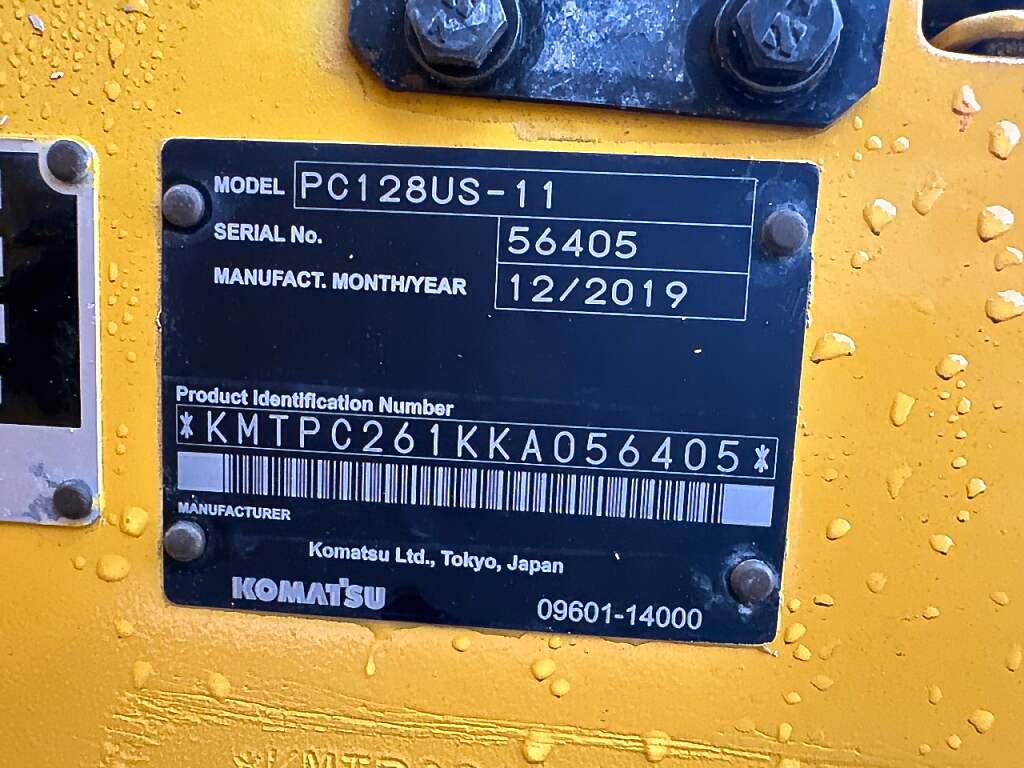 MODEL PC128US-11
SERIAL No. 56405
MANUFACT. MONTH/YEAR 12/2019
Product Identification Number
*KMTPC261KKA056405*
MANUFACTURER
Komatsu Ltd., Tokyo, Japan
KOMATSU
09601-14000